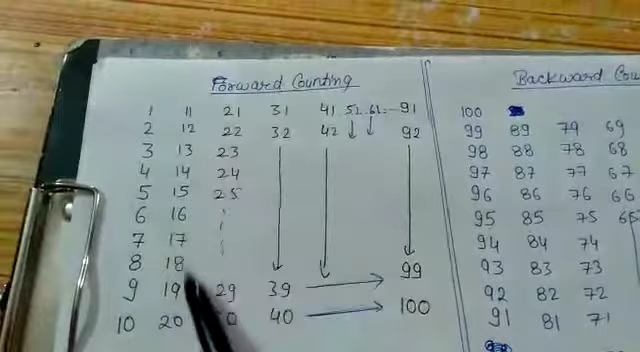 Forward Counting Backward Cou
1 11 21 31 41 51 61 -- 91 100
2 12 22 32 42 92 99 89 79 69
3 13 23 98 88 78 68
4 14 24 97 87 77 67
5 15 25 96 86 76 66
6 16 95 85 75 65
7 17 94 84 74
8 18 99 93 83 73
9 19 29 39 92 82 72
10 20 0 40 100 91 81 71